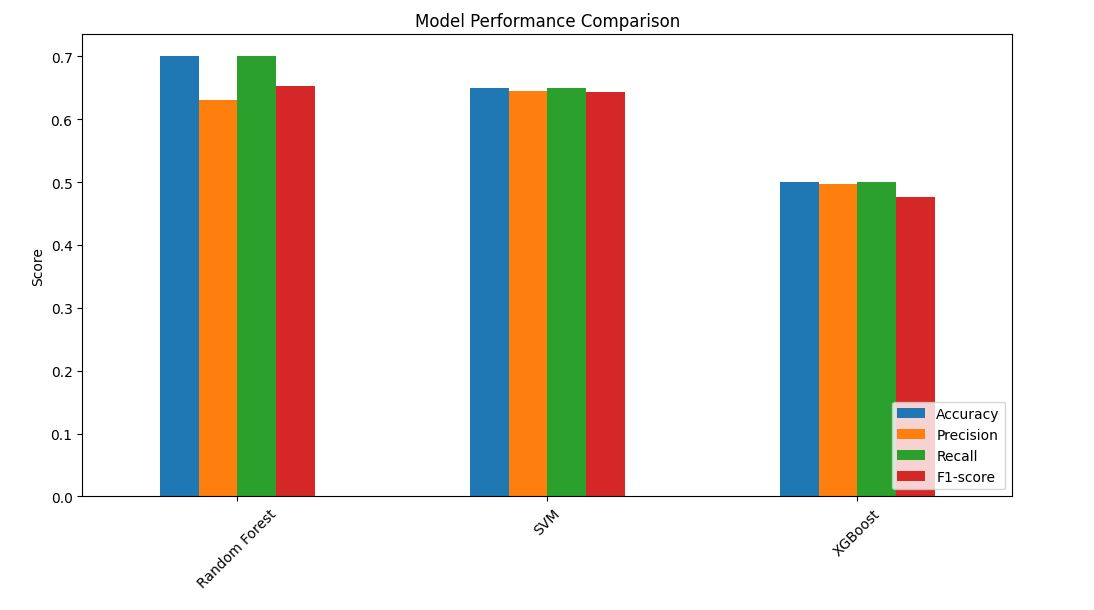 Model Performance Comparison
0.7
0.6
0.5
0.4
0.3
0.2
0.1
0.0
Score
Accuracy
Precision
Recall
F1-score
Random Forest
SVM
XGBoost